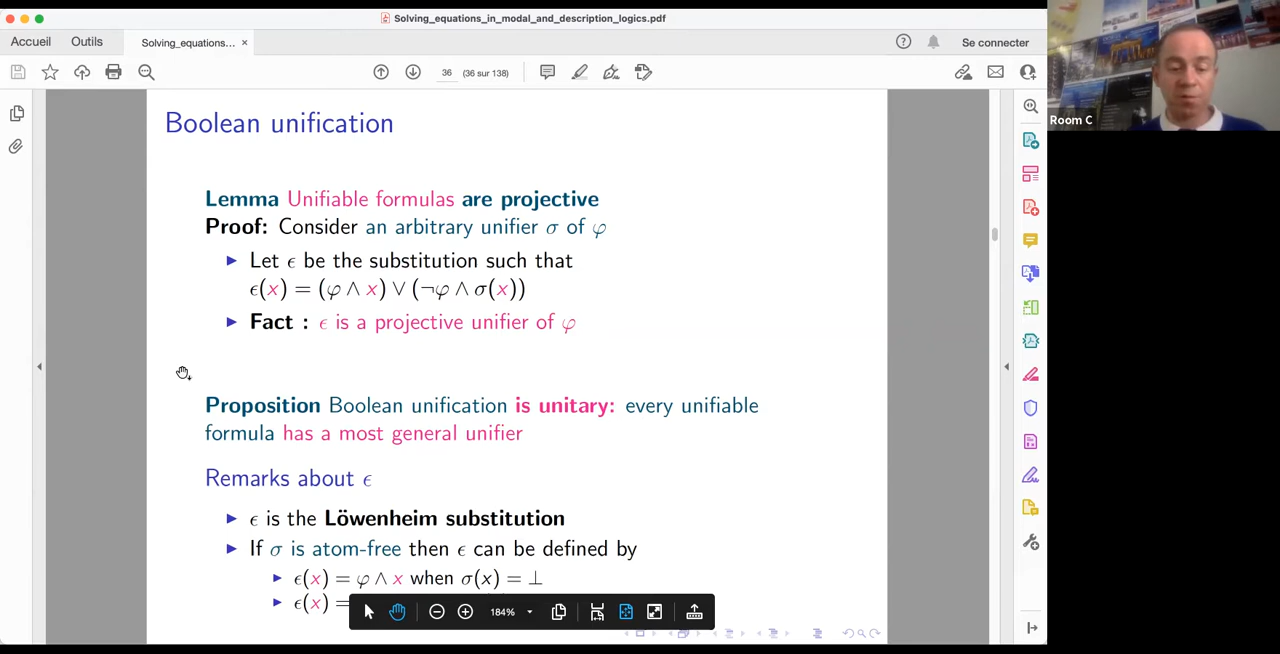 Solving_equations_in_modal_and_description_logics.pdf
Accueil Outils Solving_equations... × Se connecter
36 (36 sur 138)
Room C
Boolean unification
Lemma Unifiable formulas are projective
Proof: Consider an arbitrary unifier σ of φ
▶ Let ϵ be the substitution such that
ϵ(x) = (φ ∧ x) ∨ (¬φ ∧ σ(x))
▶ Fact : ϵ is a projective unifier of φ
Proposition Boolean unification is unitary: every unifiable
formula has a most general unifier
Remarks about ϵ
▶ ϵ is the Löwenheim substitution
▶ If σ is atom-free then ϵ can be defined by
▶ ϵ(x) = φ ∧ x when σ(x) = ⊥
▶ ϵ(x) =
184%